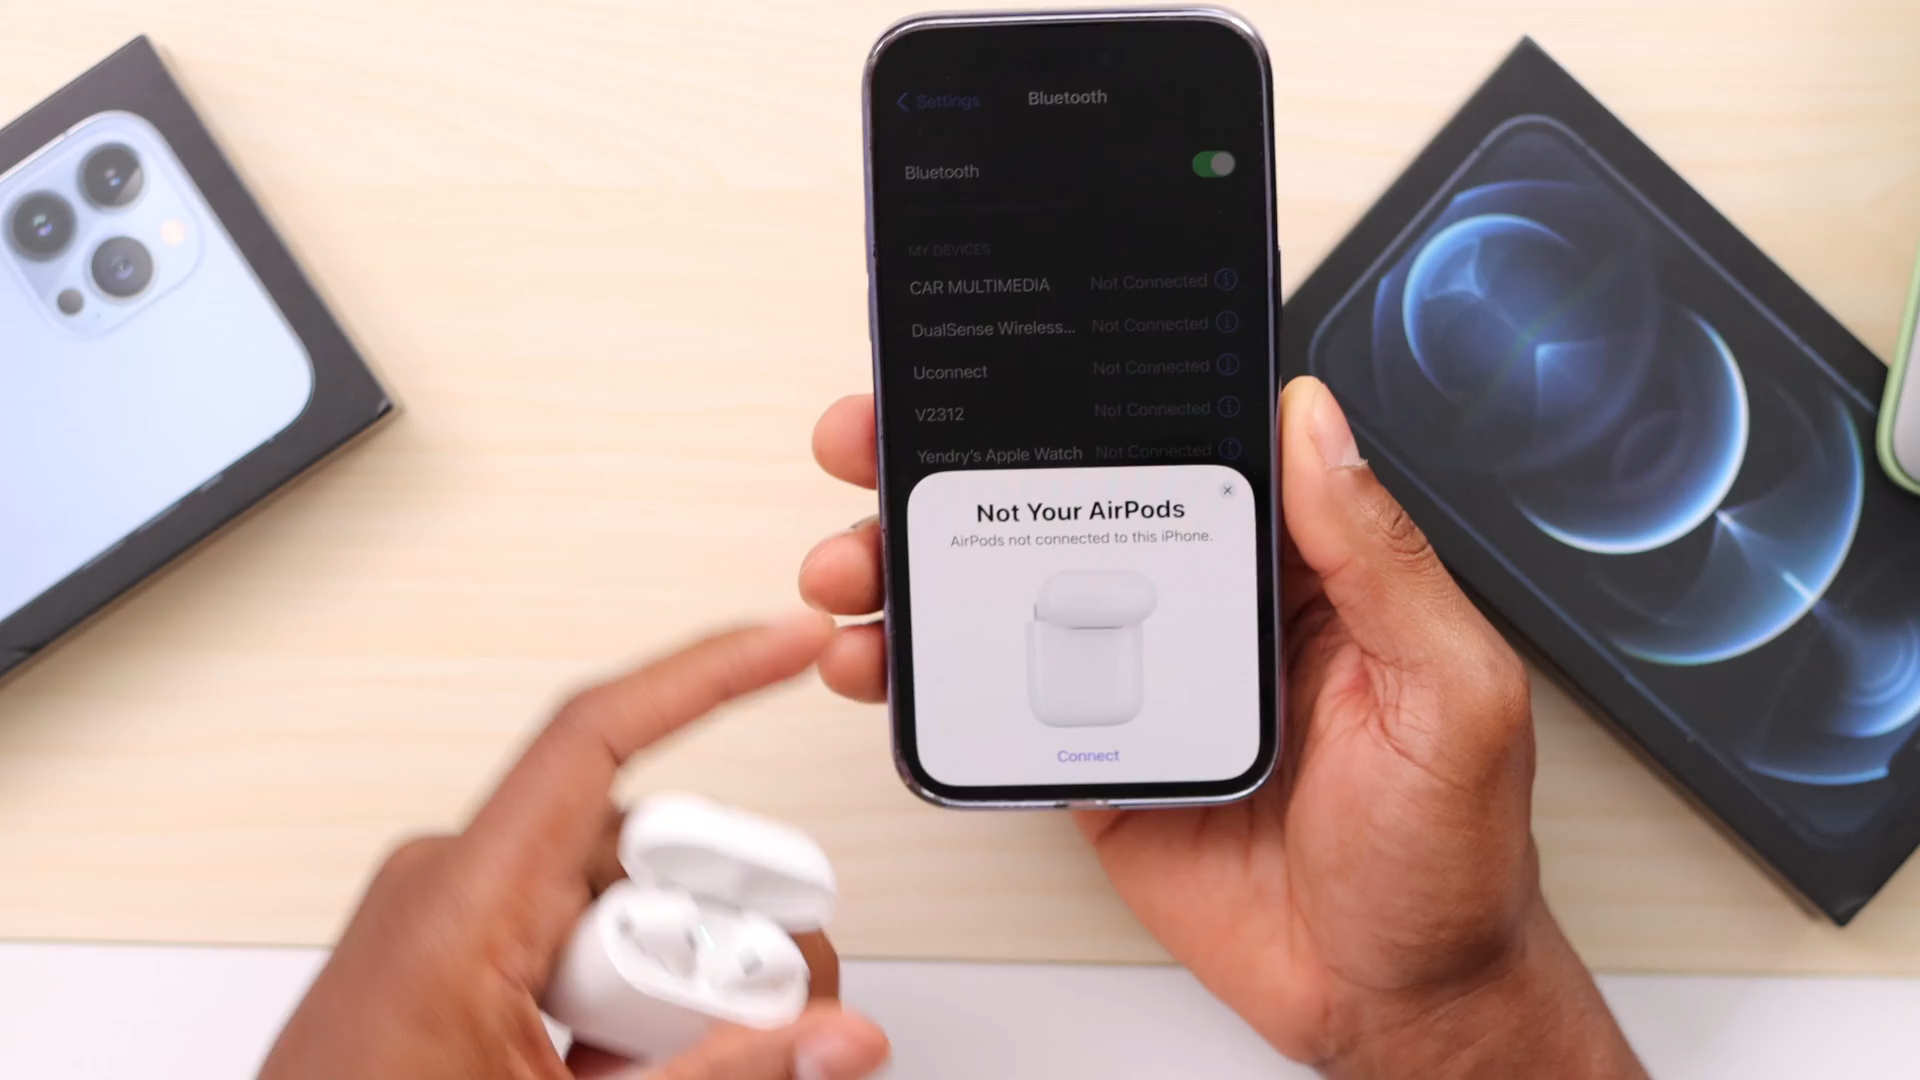 Settings
Bluetooth
Bluetooth
MY DEVICES
CAR MULTIMEDIA Not Connected
DualSense Wireless... Not Connected
Uconnect Not Connected
V2312 Not Connected
Yendry's Apple Watch Not Connected
Not Your AirPods
AirPods not connected to this iPhone.
Connect